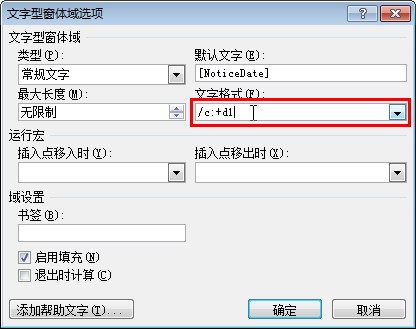 文字型窗体域选项
文字型窗体域
类型(P):
默认文字(E):
常规文字
[NoticeDate]
最大长度(M):
文字格式(F):
无限制
/c:+d1
运行宏
插入点移入时(Y):
插入点移出时(X):
域设置
书签(B):
启用填充(N)
退出时计算(C)
添加帮助文字(T)...
确定
取消